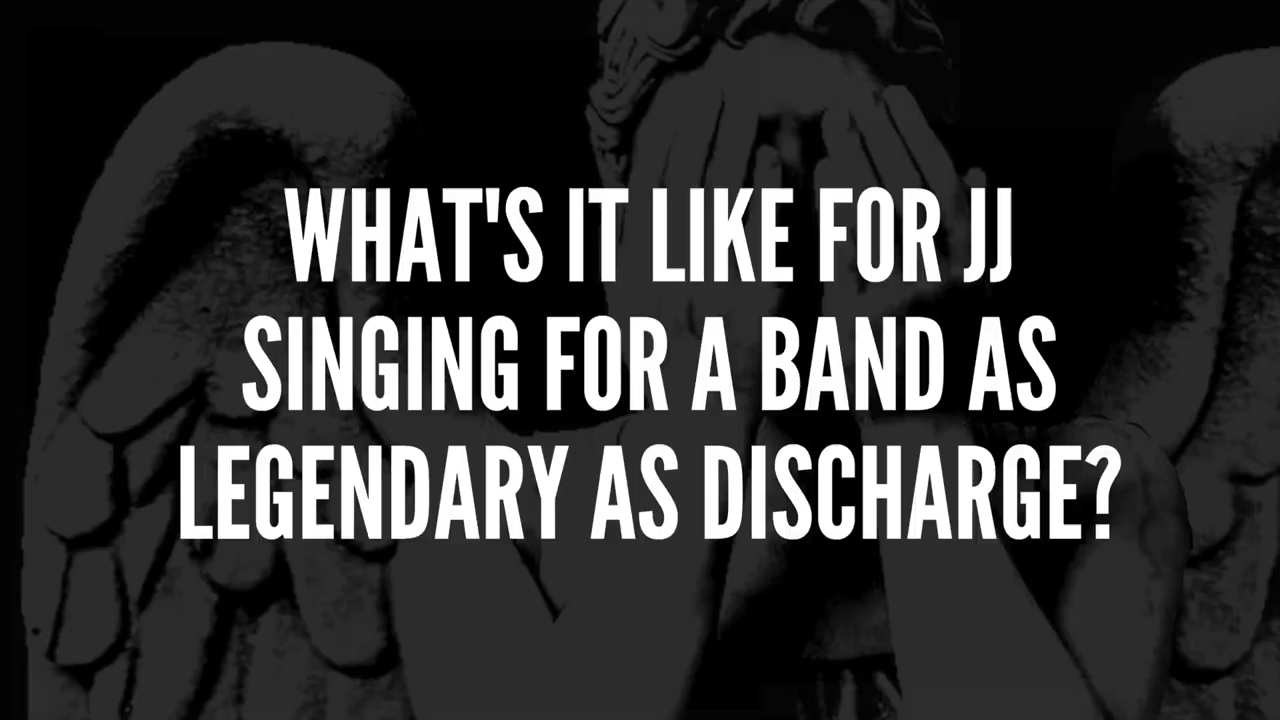 WHAT'S IT LIKE FOR JJ
SINGING FOR A BAND AS
LEGENDARY AS DISCHARGE?